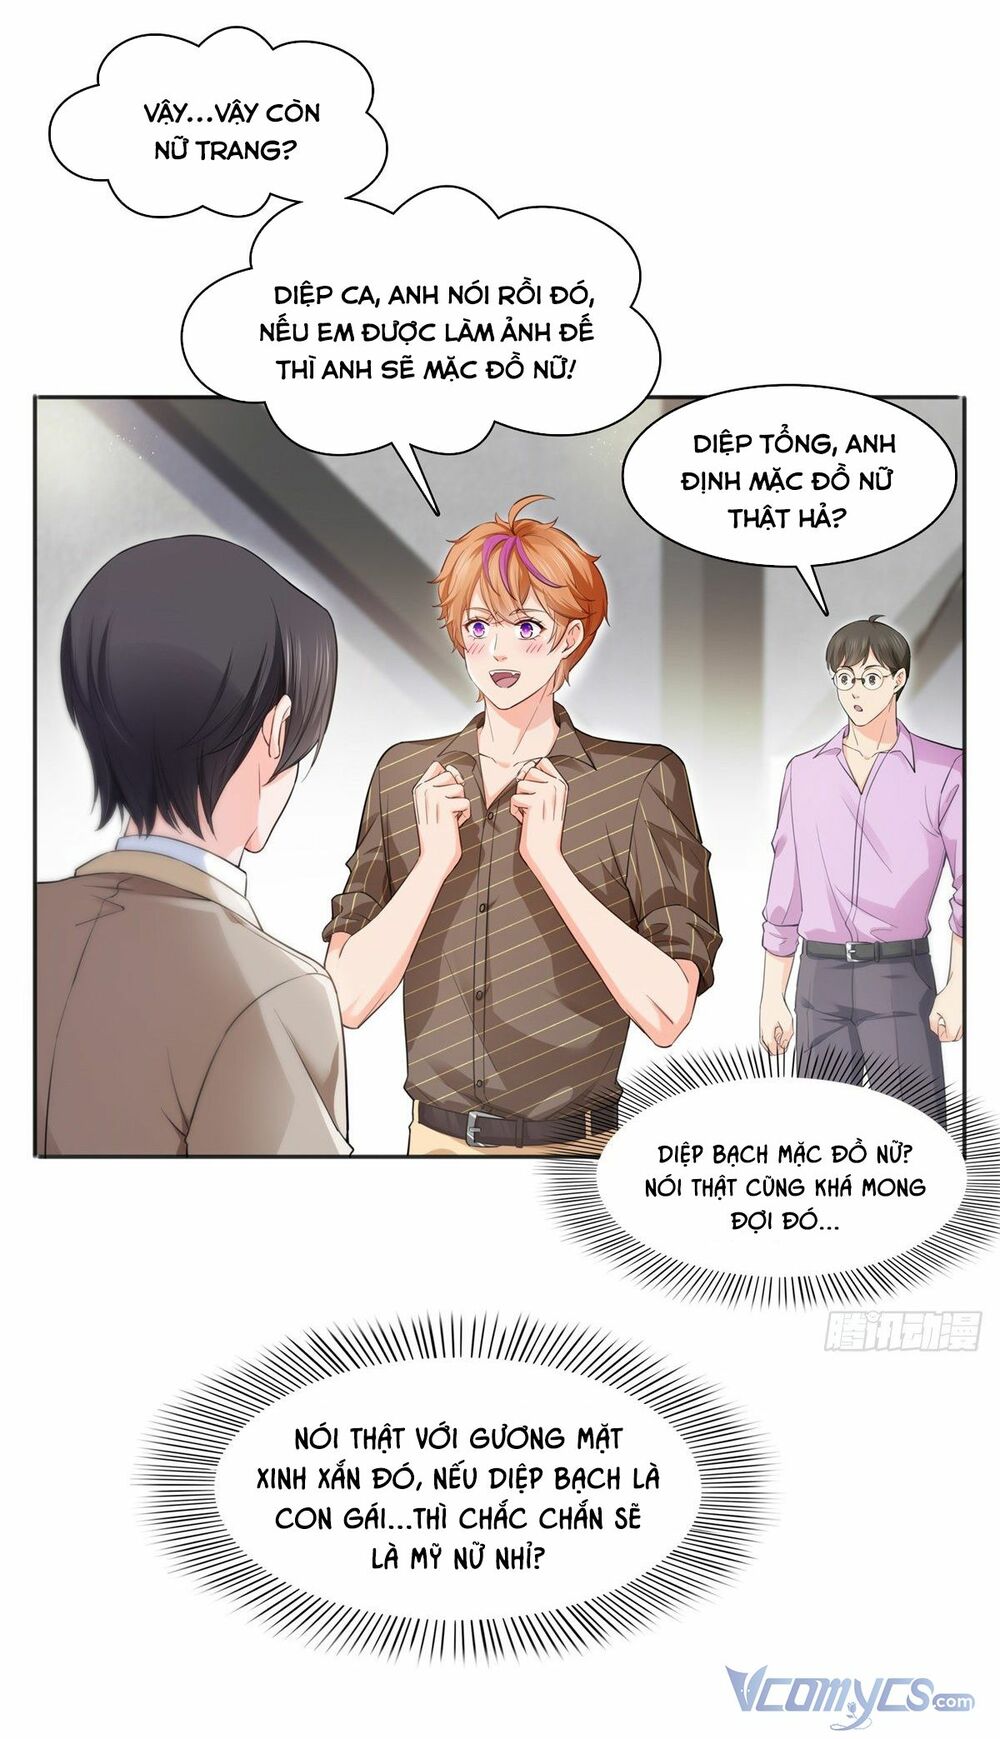 VẬY...VẬY CÒN
NỮ TRANG?
DIỆP CA, ANH NÓI RỒI ĐÓ,
NẾU EM ĐƯỢC LÀM ẢNH ĐẾ
THÌ ANH SẼ MẶC ĐỒ NỮ!
DIỆP TỔNG, ANH
ĐỊNH MẶC ĐỒ NỮ
THẬT HẢ?
DIỆP BẠCH MẶC ĐỒ NỮ?
NÓI THẬT CŨNG KHÁ MONG
ĐỢI ĐÓ...
腾讯动漫
NÓI THẬT VỚI GƯƠNG MẶT
XINH XẮN ĐÓ, NẾU DIỆP BẠCH LÀ
CON GÁI...THÌ CHẮC CHẮN SẼ
LÀ MỸ NỮ NHỈ?
VCOMYCS.com